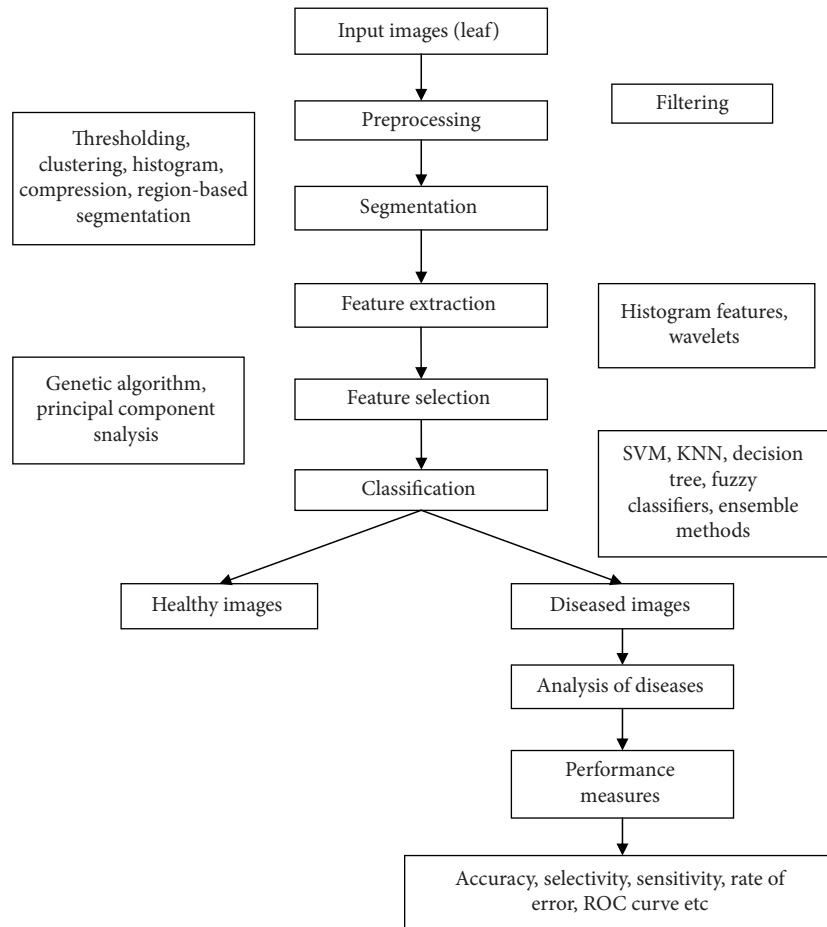 Input images (leaf)
Filtering
Preprocessing
Thresholding,
clustering, histogram,
compression, region-based
segmentation
Segmentation
Feature extraction
Histogram features,
wavelets
Genetic algorithm,
principal component
snalysis
Feature selection
SVM, KNN, decision
tree, fuzzy
classifiers, ensemble
methods
Classification
Healthy images
Diseased images
Analysis of diseases
Performance
measures
Accuracy, selectivity, sensitivity, rate of
error, ROC curve etc